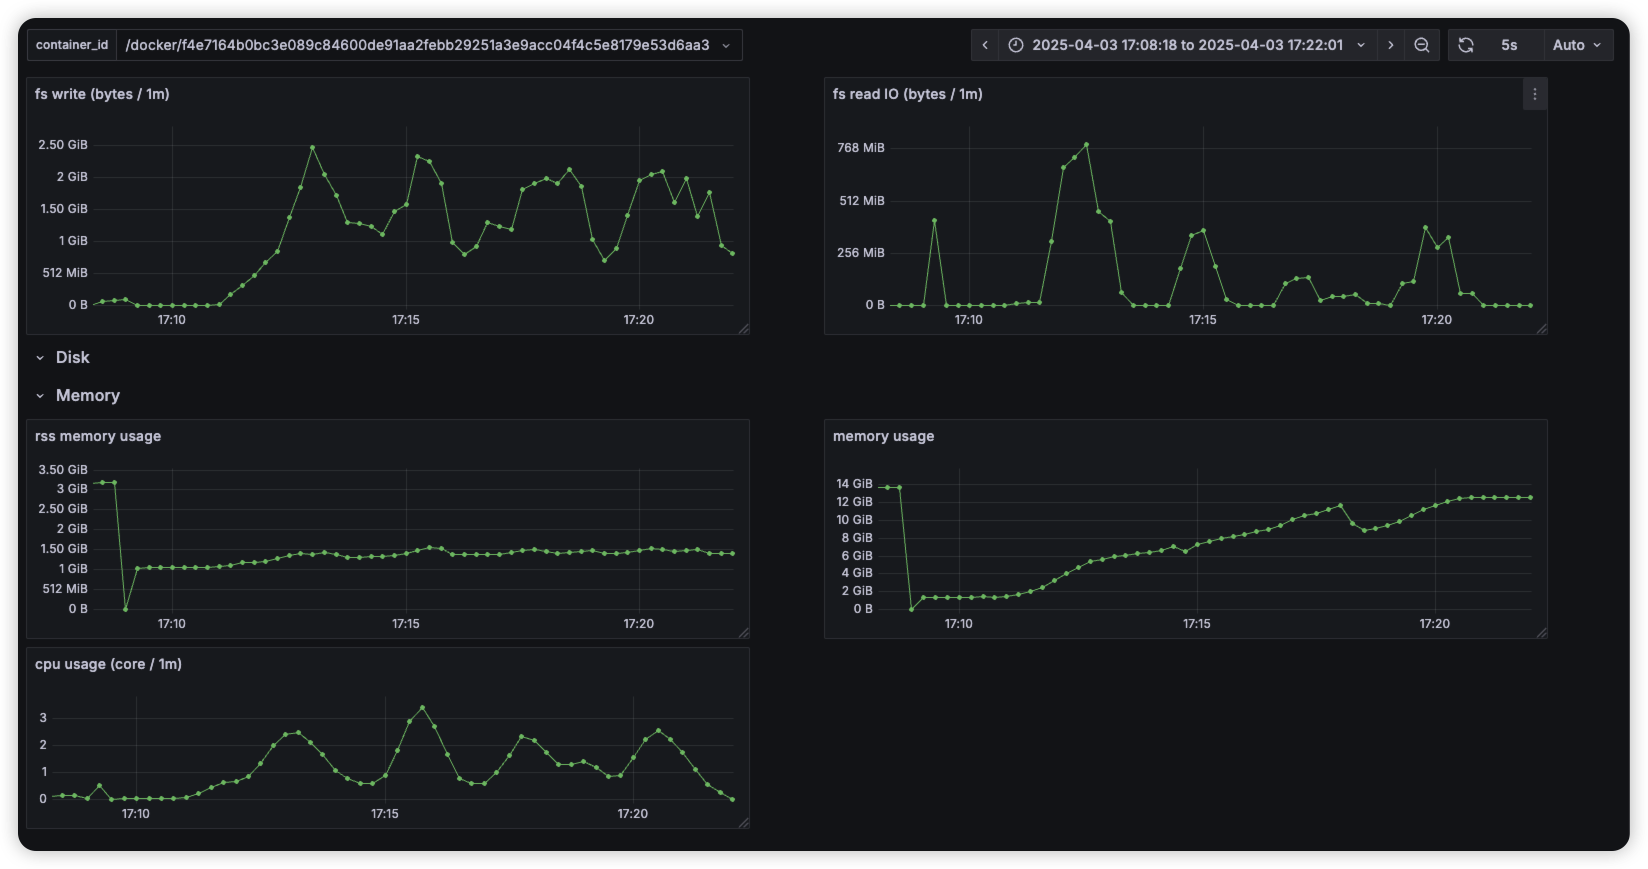 container_id /docker/f4e7164b0bc3e089c84600de91aa2febb29251a3e9acc04f4c5e8179e53d6aa3
2025-04-03 17:08:18 to 2025-04-03 17:22:01
5s
Auto
fs write (bytes / 1m)
2.50 GiB
2 GiB
1.50 GiB
1 GiB
512 MiB
0 B
17:10 17:15 17:20
fs read IO (bytes / 1m)
768 MiB
512 MiB
256 MiB
0 B
17:10 17:15 17:20
Disk
Memory
rss memory usage
3.50 GiB
3 GiB
2.50 GiB
2 GiB
1.50 GiB
1 GiB
512 MiB
0 B
17:10 17:15 17:20
memory usage
14 GiB
12 GiB
10 GiB
8 GiB
6 GiB
4 GiB
2 GiB
0 B
17:10 17:15 17:20
cpu usage (core / 1m)
3
2
1
0
17:10 17:15 17:20